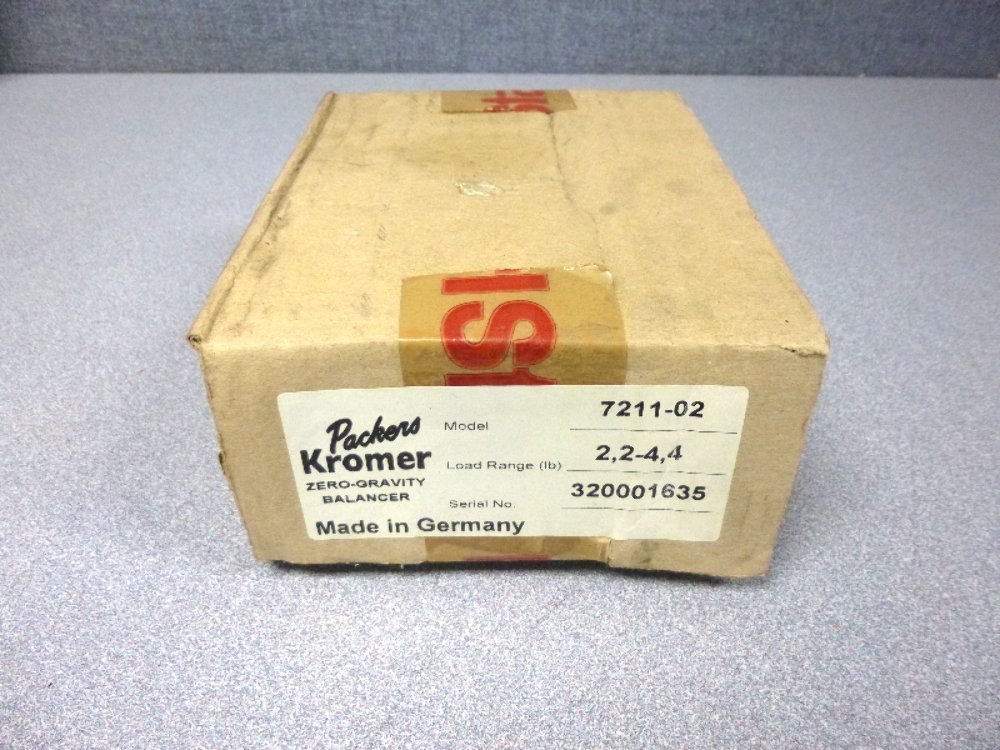 Packers
Kromer
ZERO-GRAVITY
BALANCER
Made in Germany
Model 7211-02
Load Range (lb) 2,2-4,4
Serial No. 320001635